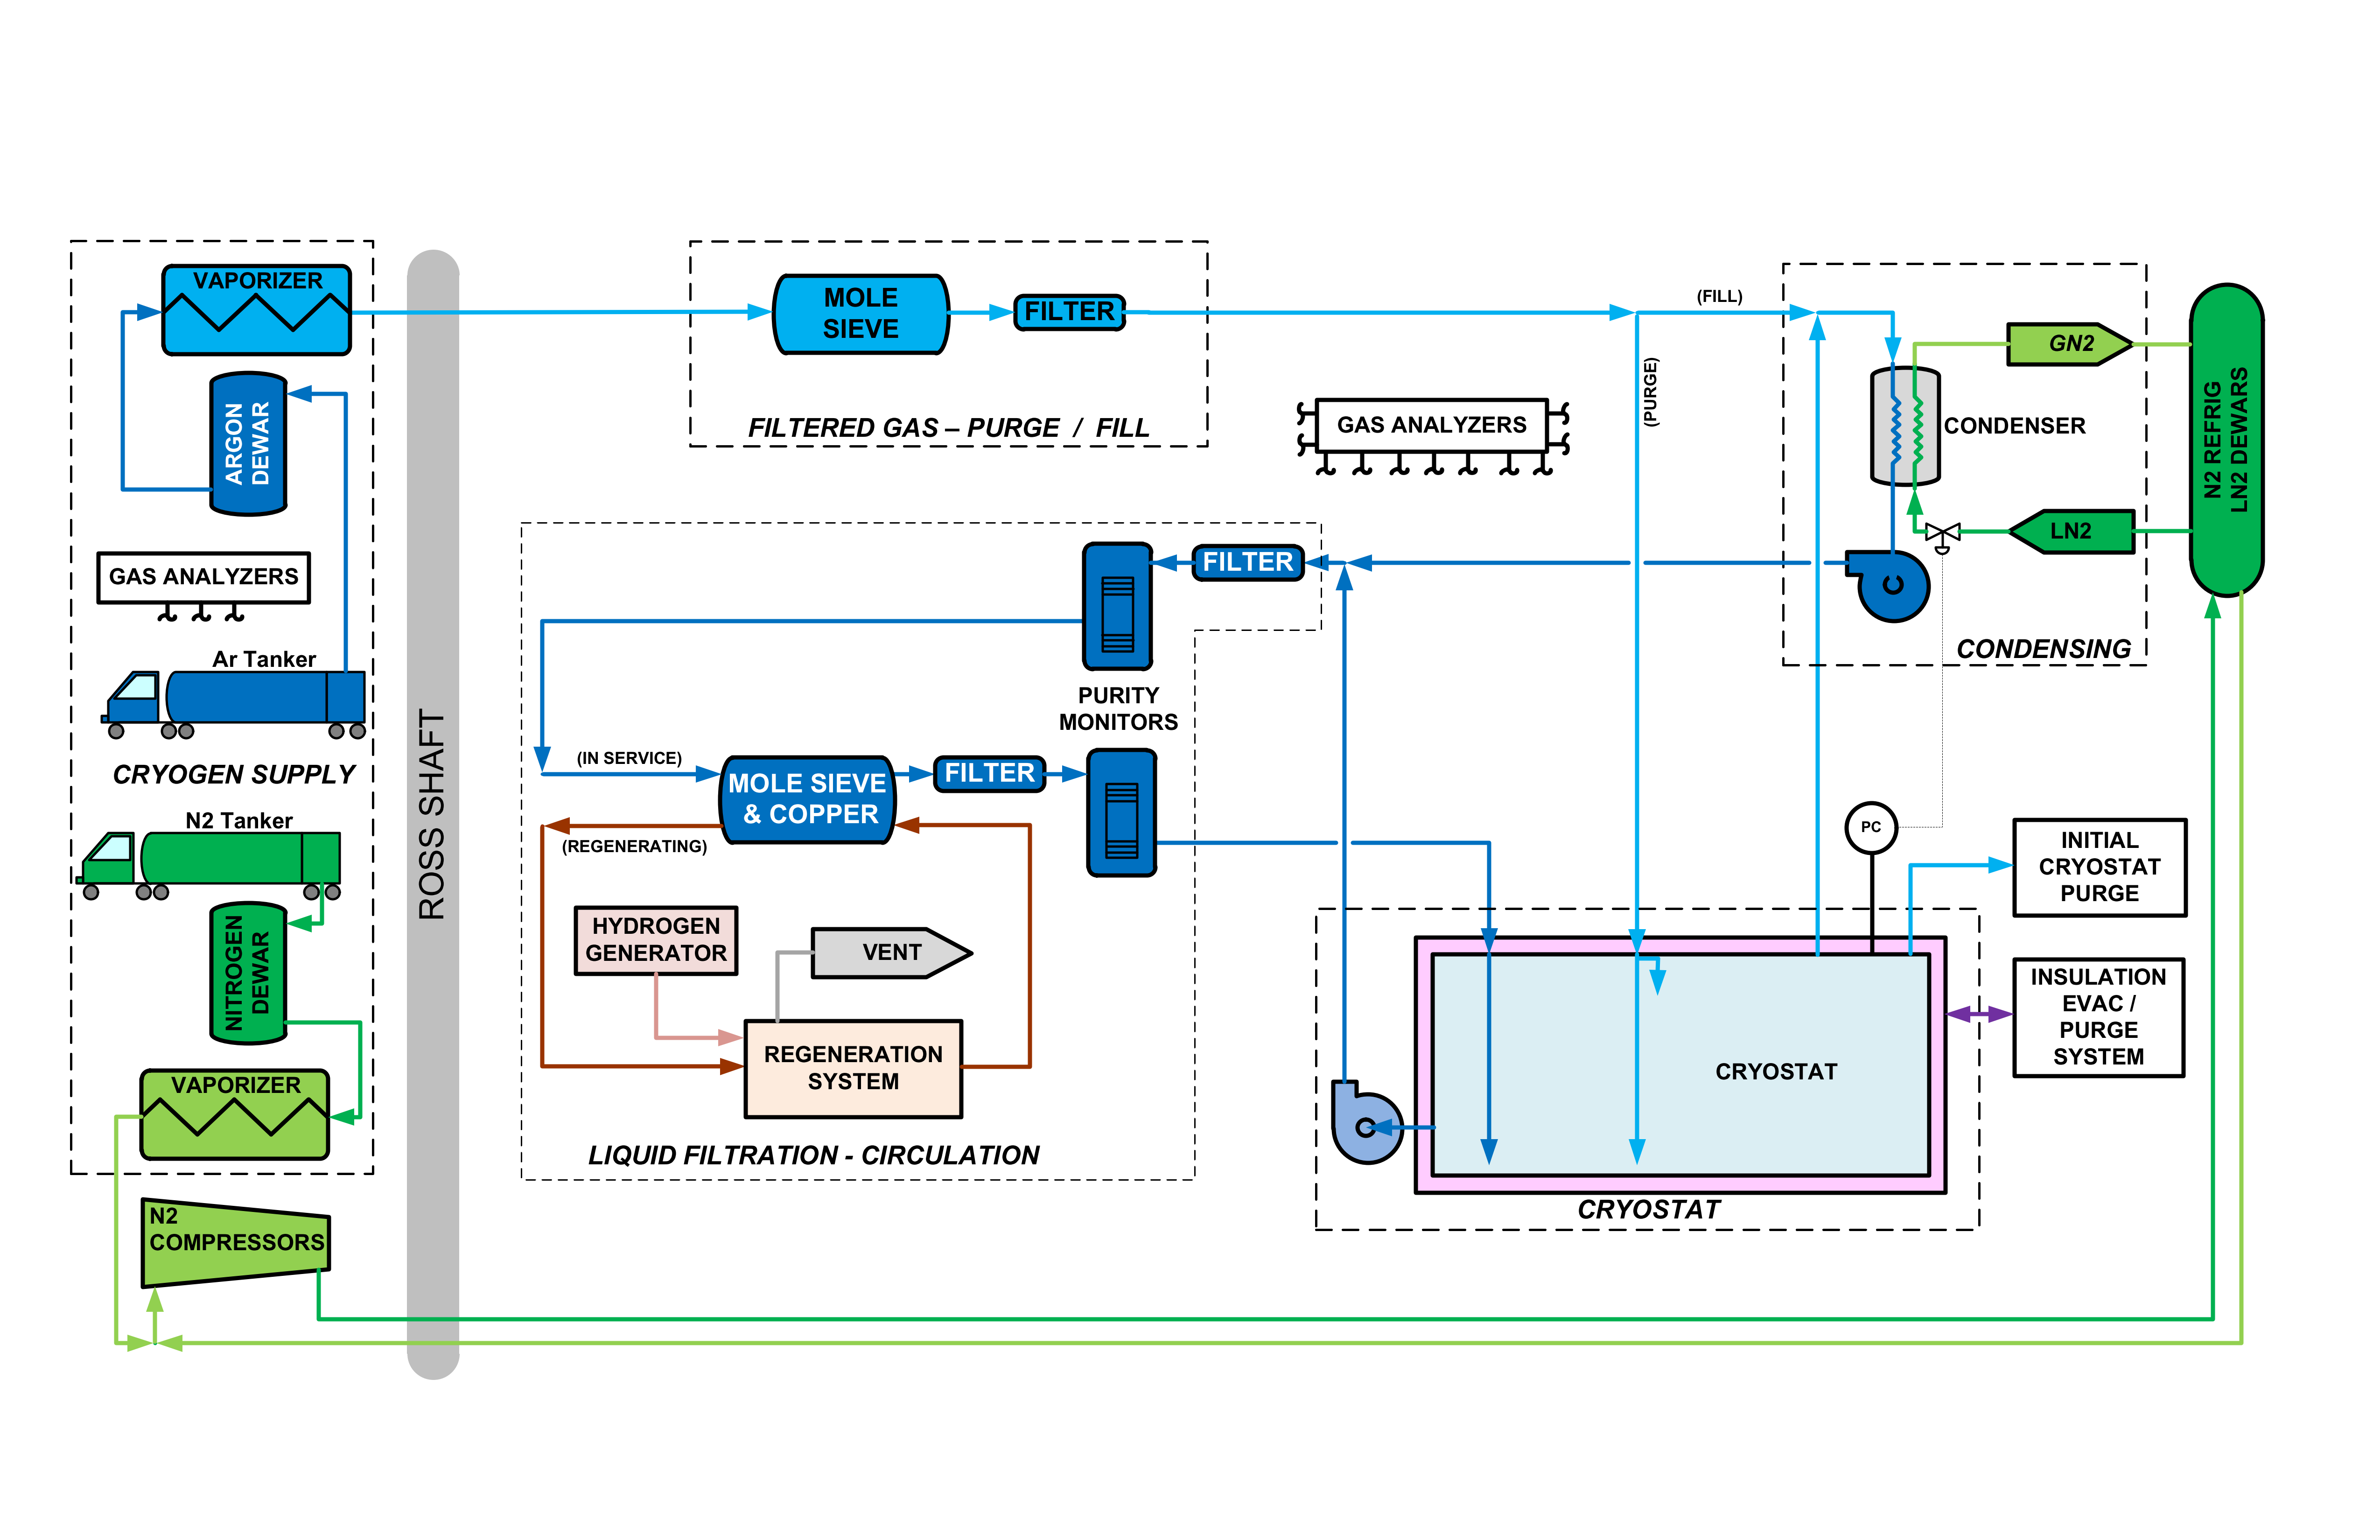 VAPORIZER
ARGON
DEWAR
GAS ANALYZERS
Ar Tanker
CRYOGEN SUPPLY
N2 Tanker
NITROGEN
DEWAR
VAPORIZER
N2
COMPRESSORS
ROSS SHAFT
MOLE
SIEVE
FILTER
FILTERED GAS – PURGE / FILL
GAS ANALYZERS
(FILL)
(PURGE)
GN2
CONDENSER
LN2
CONDENSING
N2 REFRIG
LN2 DEWARS
FILTER
PURITY
MONITORS
(IN SERVICE)
MOLE SIEVE
& COPPER
FILTER
(REGENERATING)
HYDROGEN
GENERATOR
VENT
REGENERATION
SYSTEM
LIQUID FILTRATION - CIRCULATION
PC
INITIAL
CRYOSTAT
PURGE
INSULATION
EVAC /
PURGE
SYSTEM
CRYOSTAT
CRYOSTAT